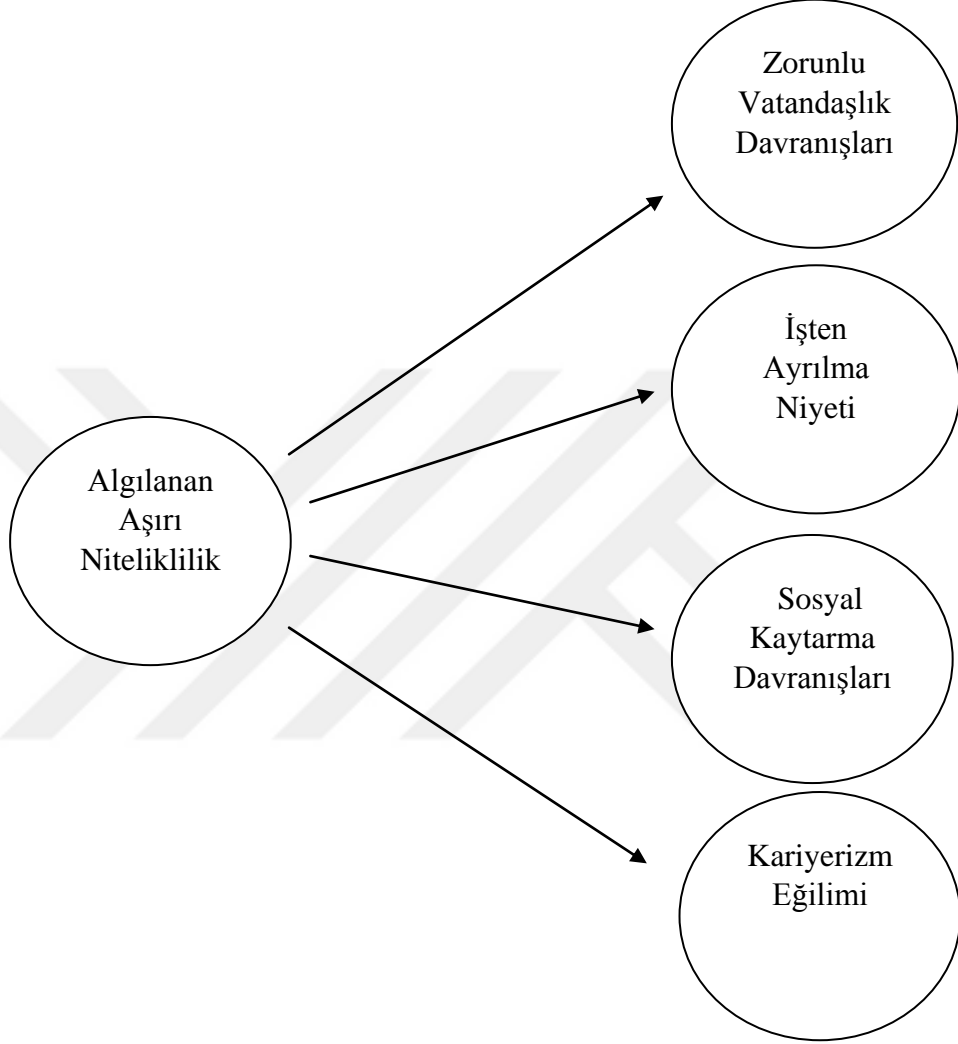 Zorunlu
Vatandaşlık
Davranışları
İşten
Ayrılma
Niyeti
Algılanan
Aşırı
Niteliklilik
Sosyal
Kaytarma
Davranışları
Kariyerizm
Eğilimi